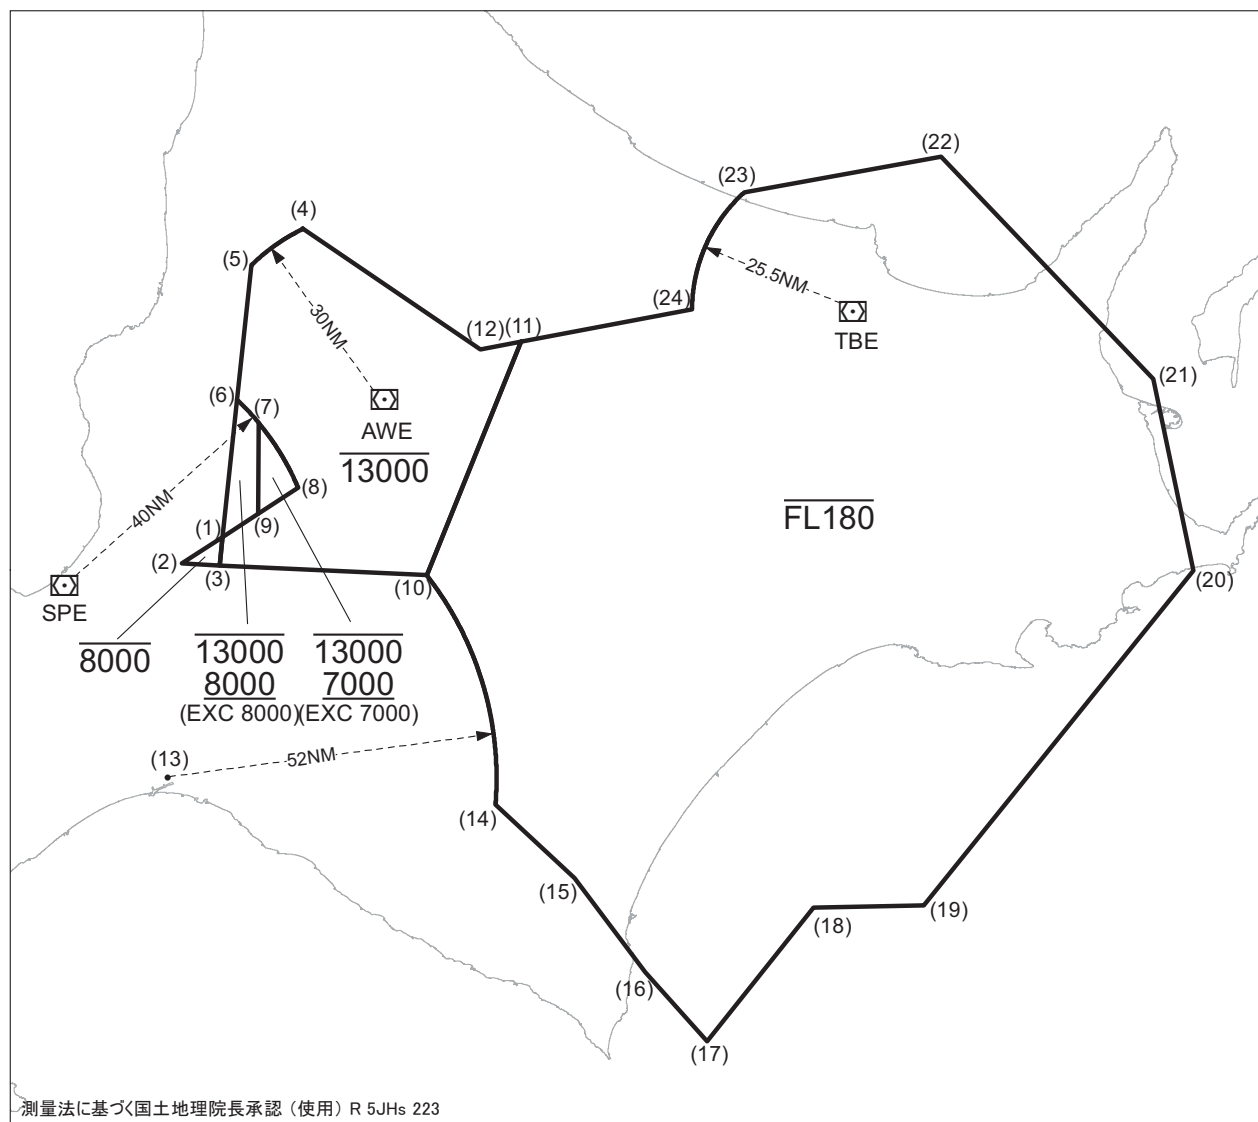 (22)
(23)
(4)
(5)
25.5NM
(24)
TBE
30NM
(12)
(11)
(21)
(6)
(7)
AWE
13000
40NM
(8)
(9)
FL180
(1)
(2)
(3)
(10)
(20)
SPE
8000
13000
8000
(EXC 8000)
13000
7000
(EXC 7000)
(13)
52NM
(14)
(15)
(18)
(19)
(16)
(17)
測量法に基づく国土地理院長承認（使用）R 5JHs 223